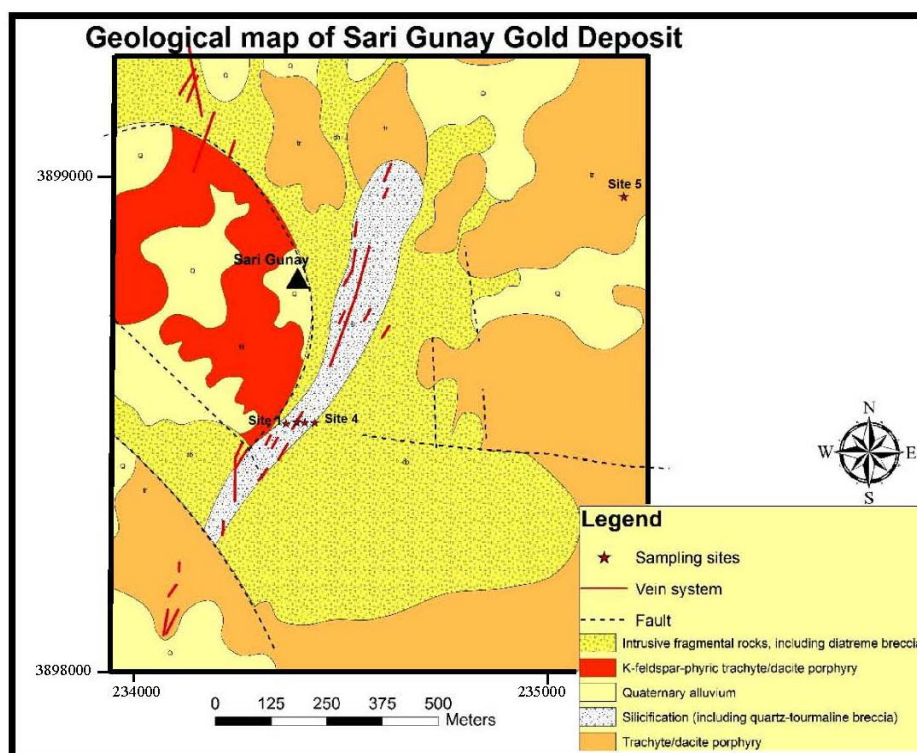 Geological map of Sari Gunay Gold Deposit
3899000
Site 5
Sari Gunay
Site 1
Site 4
N
W E
S
3898000
234000
235000
0 125 250 375 500
Meters
Legend
Sampling sites
Vein system
Fault
Intrusive fragmental rocks, including diatreme breccia
K-feldspar-phyric trachyte/dacite porphyry
Quaternary alluvium
Silicification (including quartz-tourmaline breccia)
Trachyte/dacite porphyry